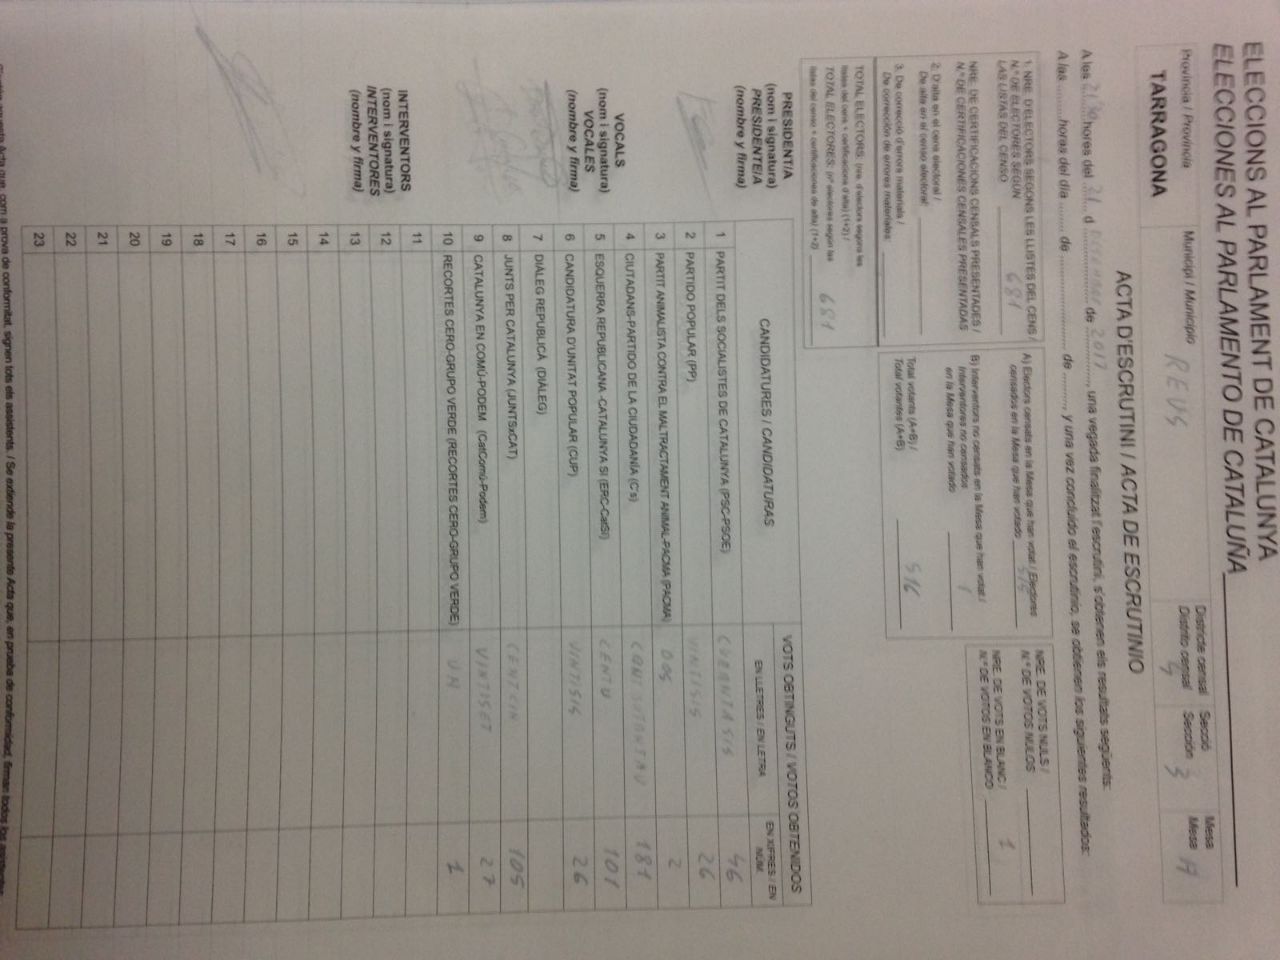 ELECCIONS AL PARLAMENT DE CATALUNYA
ELECCIONES AL PARLAMENTO DE CATALUÑA
Província / Provincia
TARRAGONA
Municipi / Municipio REUS
Districte censal
Distrito censal 4
Secció
Sección 3
Mesa
Mesa A
ACTA D'ESCRUTINI / ACTA DE ESCRUTINIO
A les 21'30 hores del 21 d DECEMBRE de 2017, una vegada finalitzat l'escrutini, s'obtenen els resultats següents:
A las ........ horas del día ........ de ........................ de ........, y una vez concluido el escrutinio, se obtienen los siguientes resultados:
1. NRE. D'ELECTORS SEGONS LES LLISTES DEL CENS /
N.º DE ELECTORES SEGÚN
LAS LISTAS DEL CENSO 681
NRE. DE CERTIFICACIONS CENSALS PRESENTADES /
N.º DE CERTIFICACIONES CENSALES PRESENTADAS
2. D'alta en el cens electoral /
De alta en el censo electoral:
3. De correcció d'errors materials /
De corrección de errores materiales:
TOTAL ELECTORS: (nre. d'electors segons les
llistes del cens + certificacions d'alta) (1+2) /
TOTAL ELECTORES: (nº electores según las
listas del censo + certificaciones de alta) (1+2) 681
A) Electors censats en la Mesa que han votat / Electores
censados en la Mesa que han votado 515
B) Interventors no censats en la Mesa que han votat /
Interventores no censados
en la Mesa que han votado 1
Total votants (A+B) /
Total votantes (A+B) 516
NRE. DE VOTS NULS /
N.º DE VOTOS NULOS
NRE. DE VOTS EN BLANC /
N.º DE VOTOS EN BLANCO 1
CANDIDATURES / CANDIDATURAS
VOTS OBTINGUTS / VOTOS OBTENIDOS
EN LLETRES / EN LETRA
EN XIFRES / EN
NÚM.
1 PARTIT DELS SOCIALISTES DE CATALUNYA (PSC-PSOE) 46
2 PARTIDO POPULAR (PP) VINTISIS 26
3 PARTIT ANIMALISTA CONTRA EL MALTRACTAMENT ANIMAL-PACMA (PACMA) DOS 2
4 CIUTADANS-PARTIDO DE LA CIUDADANÍA (C's) 181
5 ESQUERRA REPUBLICANA -CATALUNYA SÍ (ERC-CatSí) CENTU 101
6 CANDIDATURA D'UNITAT POPULAR (CUP) VINTISIS 26
7 DIÀLEG REPUBLICÀ (DIÀLEG)
8 JUNTS PER CATALUNYA (JUNTSxCAT) 105
9 CATALUNYA EN COMÚ-PODEM (CatComú-Podem) VINTISET 27
10 RECORTES CERO-GRUPO VERDE (RECORTES CERO-GRUPO VERDE) UN 1
11
12
13
14
15
16
17
18
19
20
21
22
23
PRESIDENT/A
(nom i signatura)
PRESIDENTE/A
(nombre y firma)
VOCALS
(nom i signatura)
VOCALES
(nombre y firma)
INTERVENTORS
(nom i signatura)
INTERVENTORES
(nombre y firma)
aquesta Acta que, com a prova de conformitat, signen tots els assistents. / Se extiende la presente Acta que, en prueba de conformidad, firman todos los